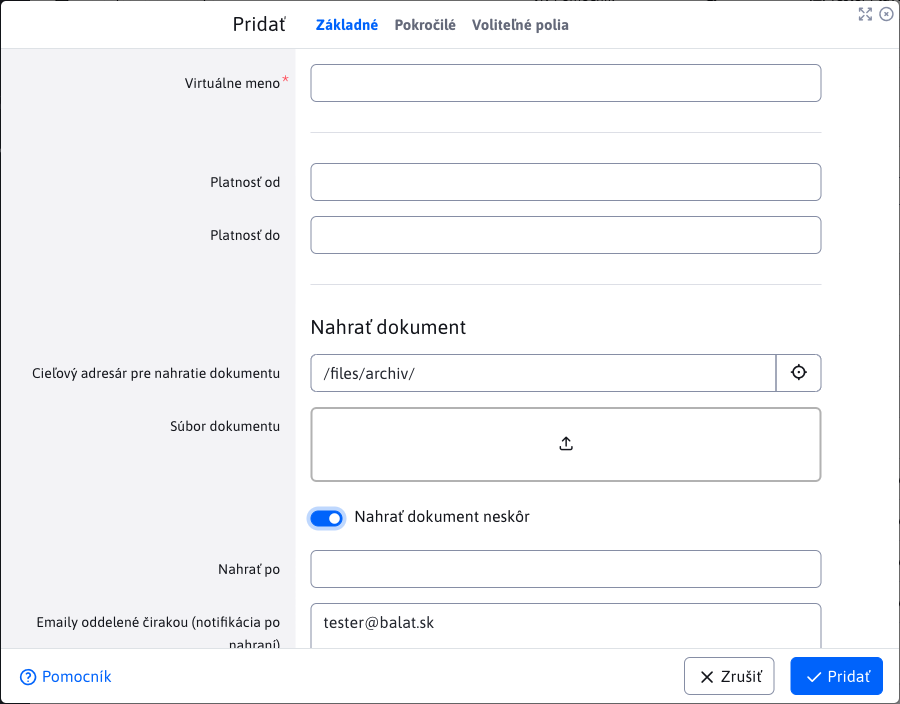 Pridať
Základné
Pokročilé
Voliteľné polia
Virtuálne meno*
Platnosť od
Platnosť do
Nahrať dokument
Cieľový adresár pre nahratie dokumentu
/files/archiv/
Súbor dokumentu
Nahrať dokument neskôr
Nahrať po
Emaily oddelené čirakou (notifikácia po
nahraní)
tester@balat.sk
Pomocník
Zrušiť
Pridať